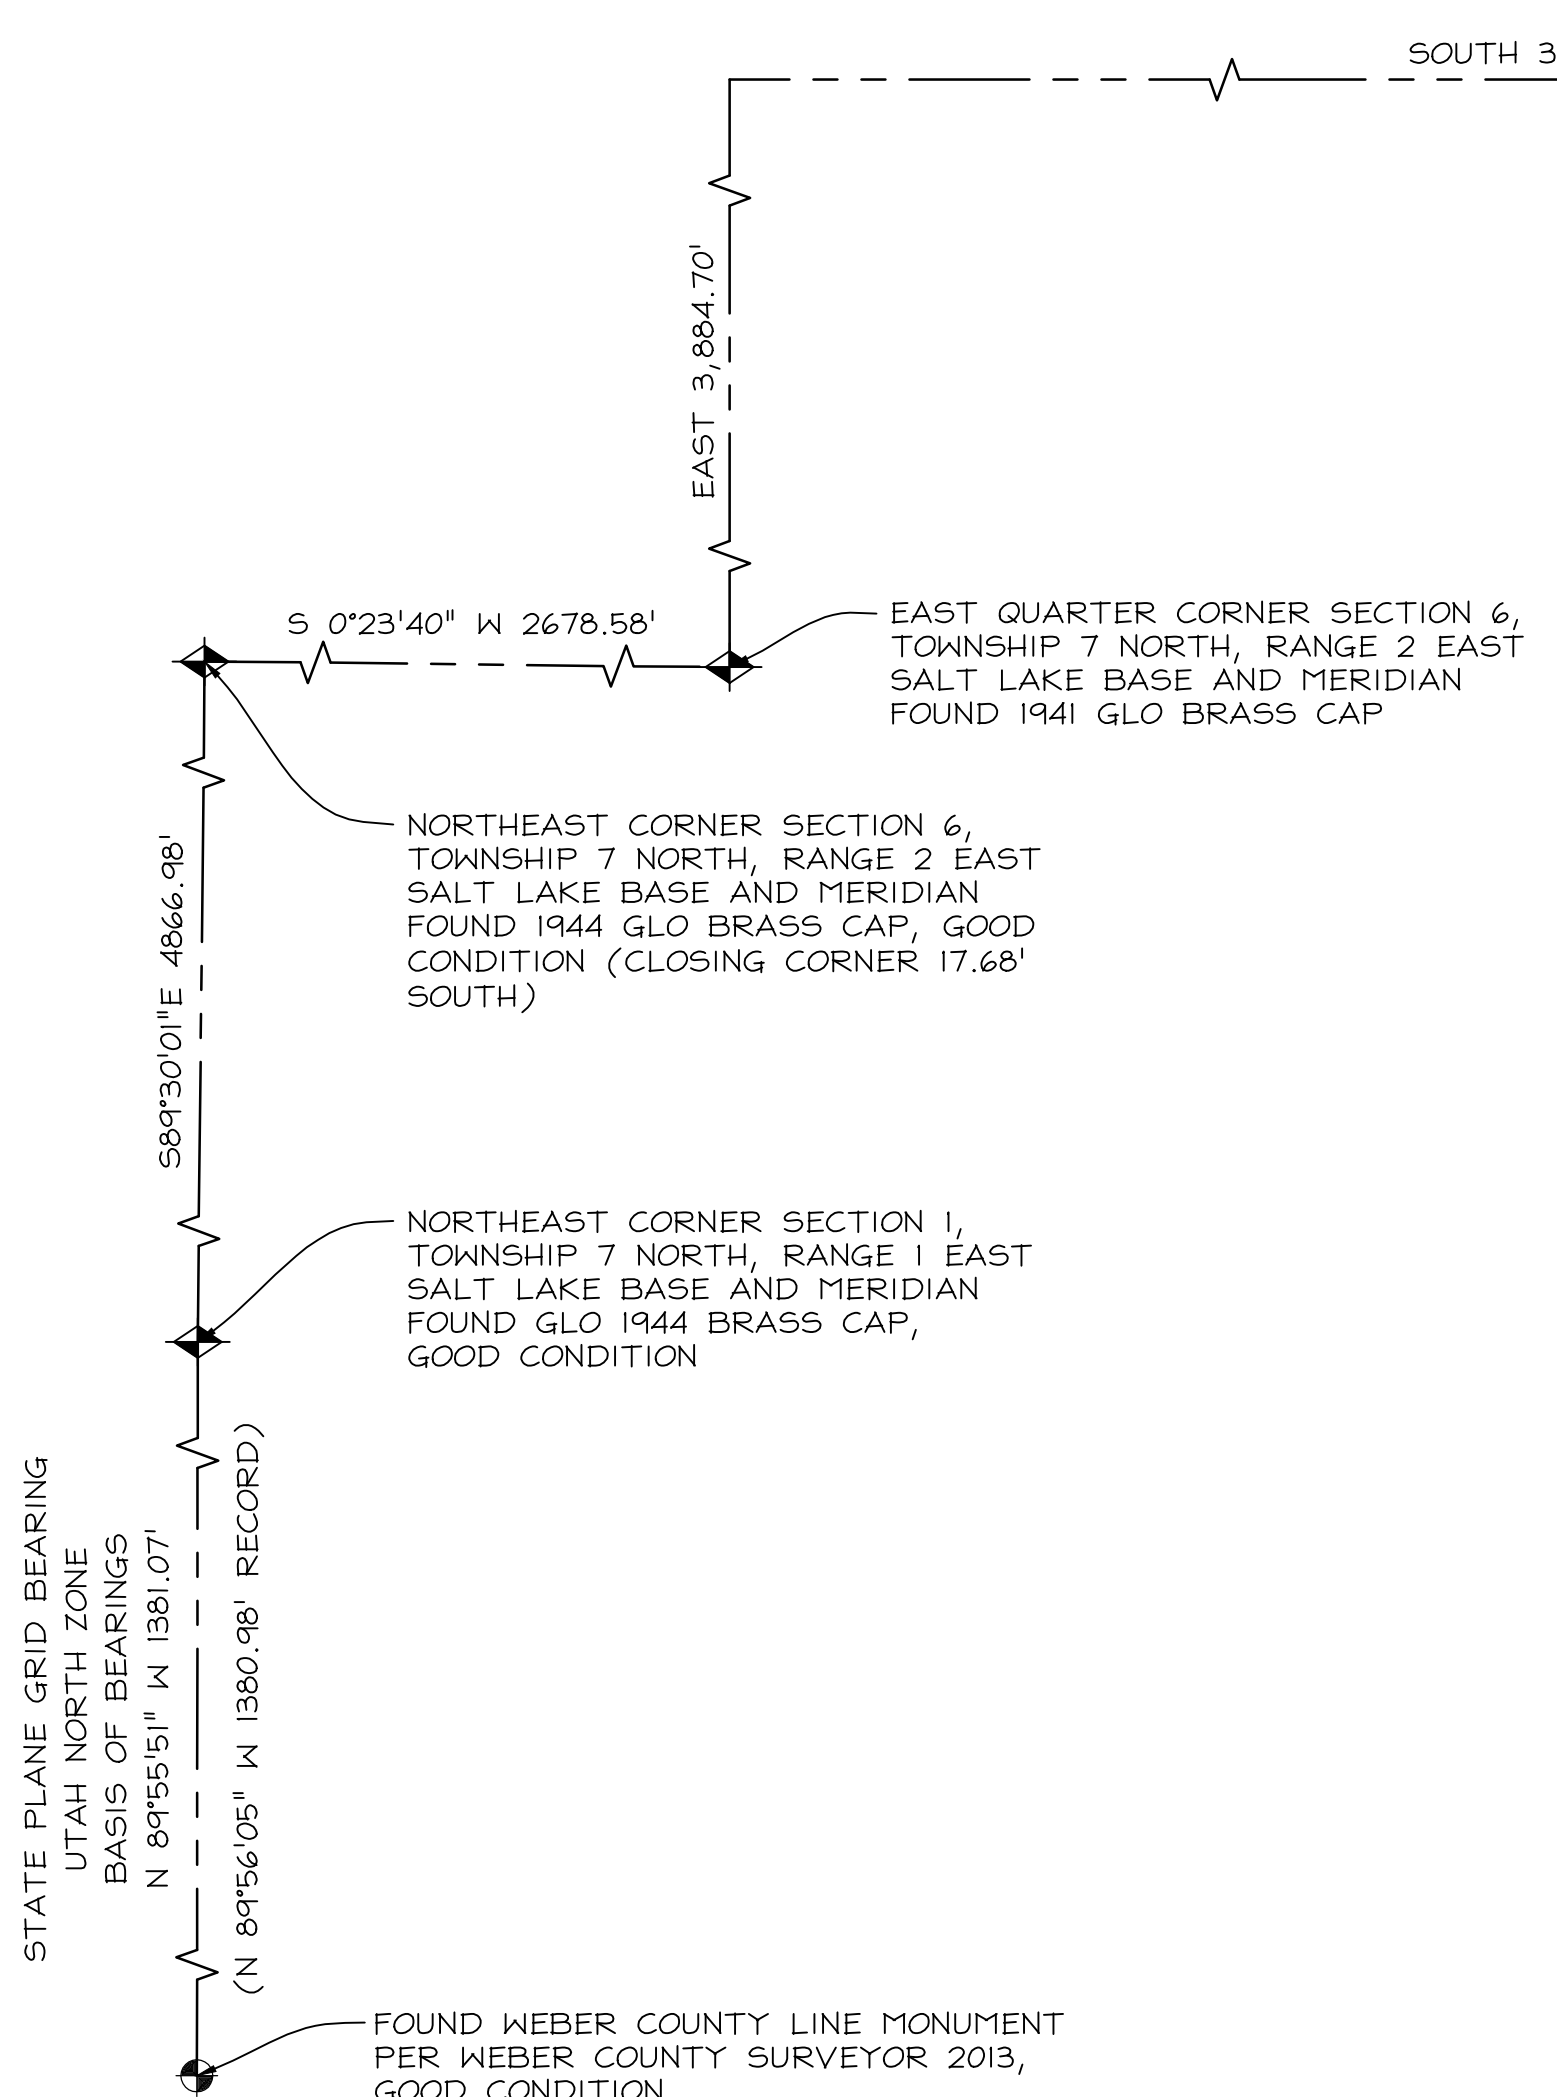 SOUTH 3
EAST 3,884.70'
S 0°23'40" W 2678.58'
EAST QUARTER CORNER SECTION 6,
TOWNSHIP 7 NORTH, RANGE 2 EAST
SALT LAKE BASE AND MERIDIAN
FOUND 1941 GLO BRASS CAP
NORTHEAST CORNER SECTION 6,
TOWNSHIP 7 NORTH, RANGE 2 EAST
SALT LAKE BASE AND MERIDIAN
FOUND 1944 GLO BRASS CAP, GOOD
CONDITION (CLOSING CORNER 17.68'
SOUTH)
S89°30'01"E 4866.98'
NORTHEAST CORNER SECTION 1,
TOWNSHIP 7 NORTH, RANGE 1 EAST
SALT LAKE BASE AND MERIDIAN
FOUND GLO 1944 BRASS CAP,
GOOD CONDITION
STATE PLANE GRID BEARING
UTAH NORTH ZONE
BASIS OF BEARINGS
N 89°55'51" W 1381.07'
(N 89°56'05" W 1380.98' RECORD)
FOUND WEBER COUNTY LINE MONUMENT
PER WEBER COUNTY SURVEYOR 2013,
GOOD CONDITION